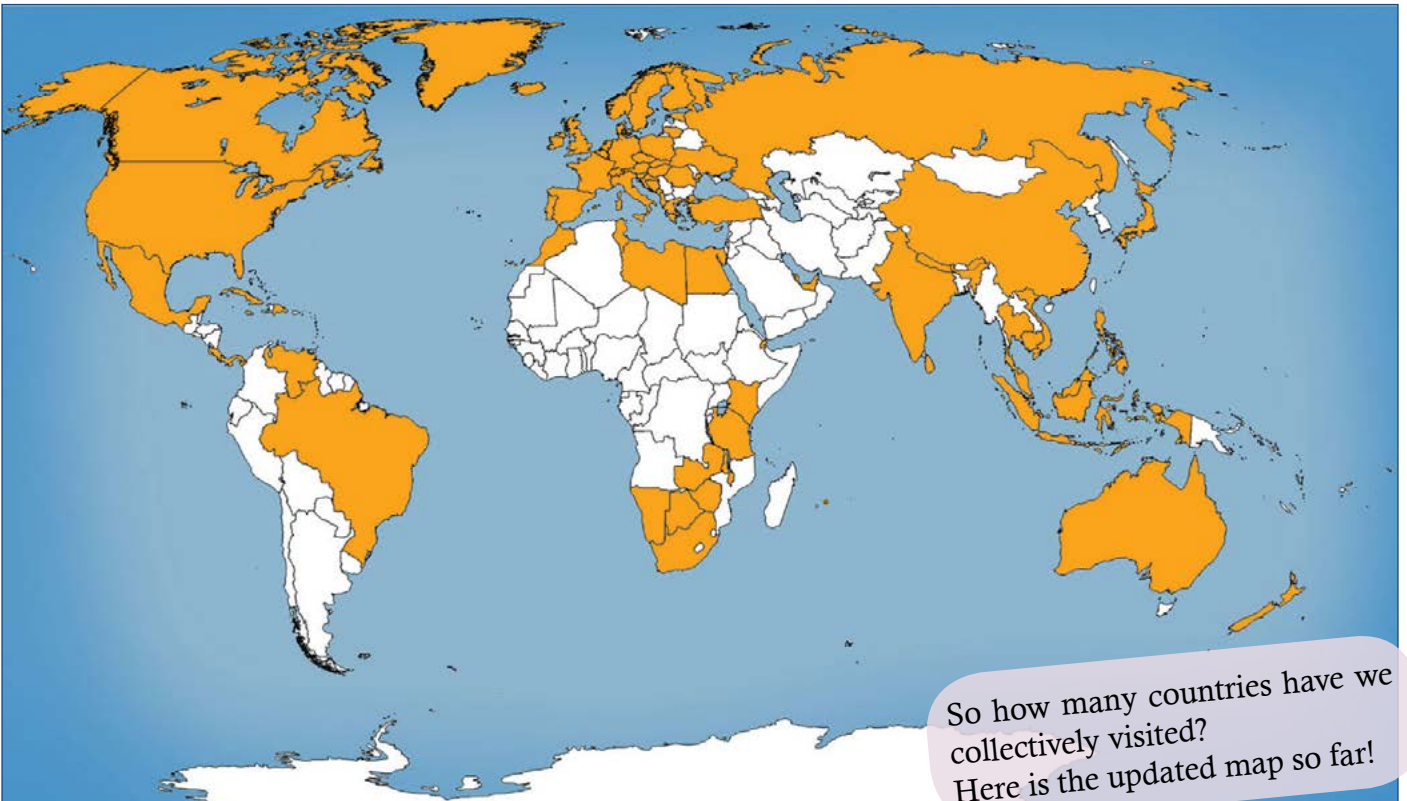 So how many countries have we
collectively visited?
Here is the updated map so far!